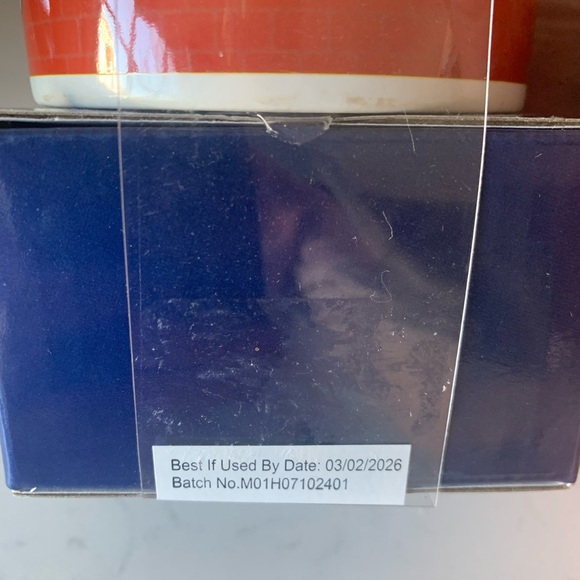 Best If Used By Date: 03/02/2026
Batch No.M01H07102401